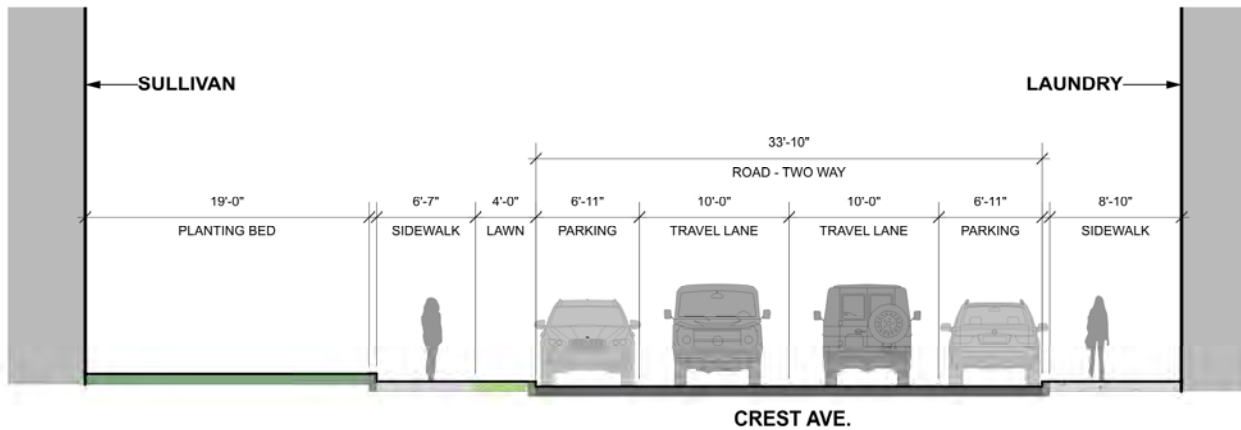 SULLIVAN
LAUNDRY
33'-10"
ROAD - TWO WAY
19'-0"
6'-7"
4'-0"
6'-11"
10'-0"
10'-0"
6'-11"
8'-10"
PLANTING BED
SIDEWALK
LAWN
PARKING
TRAVEL LANE
TRAVEL LANE
PARKING
SIDEWALK
CREST AVE.